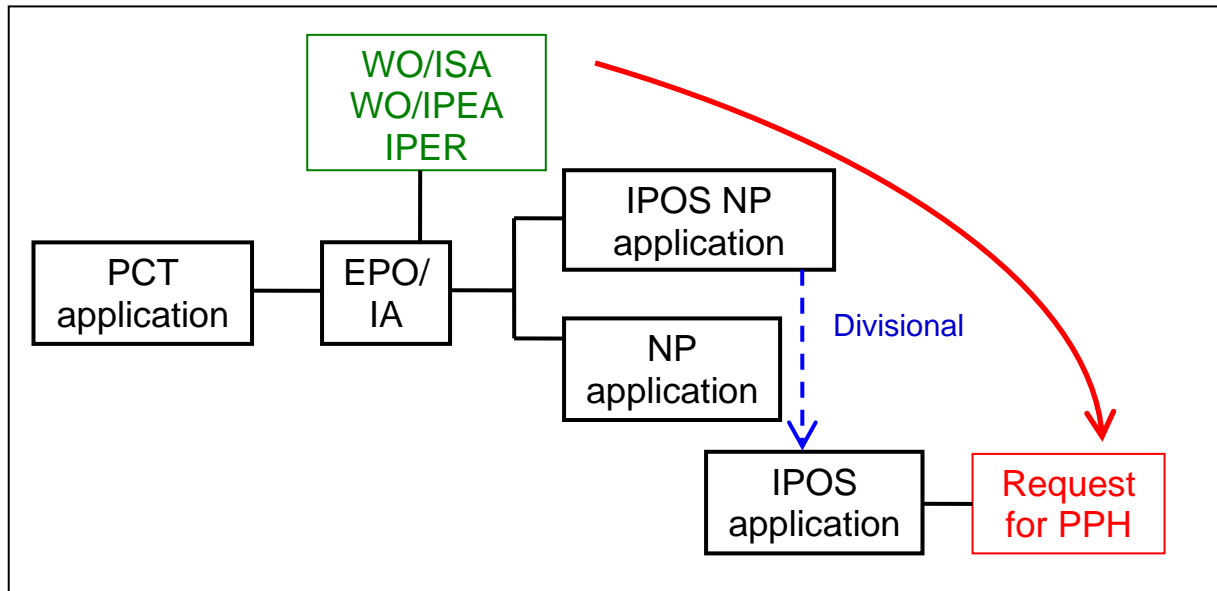 WO/ISA
WO/IPEA
IPER
IPOS NP
application
PCT
application
EPO/
IA
Divisional
NP
application
IPOS
application
Request
for PPH